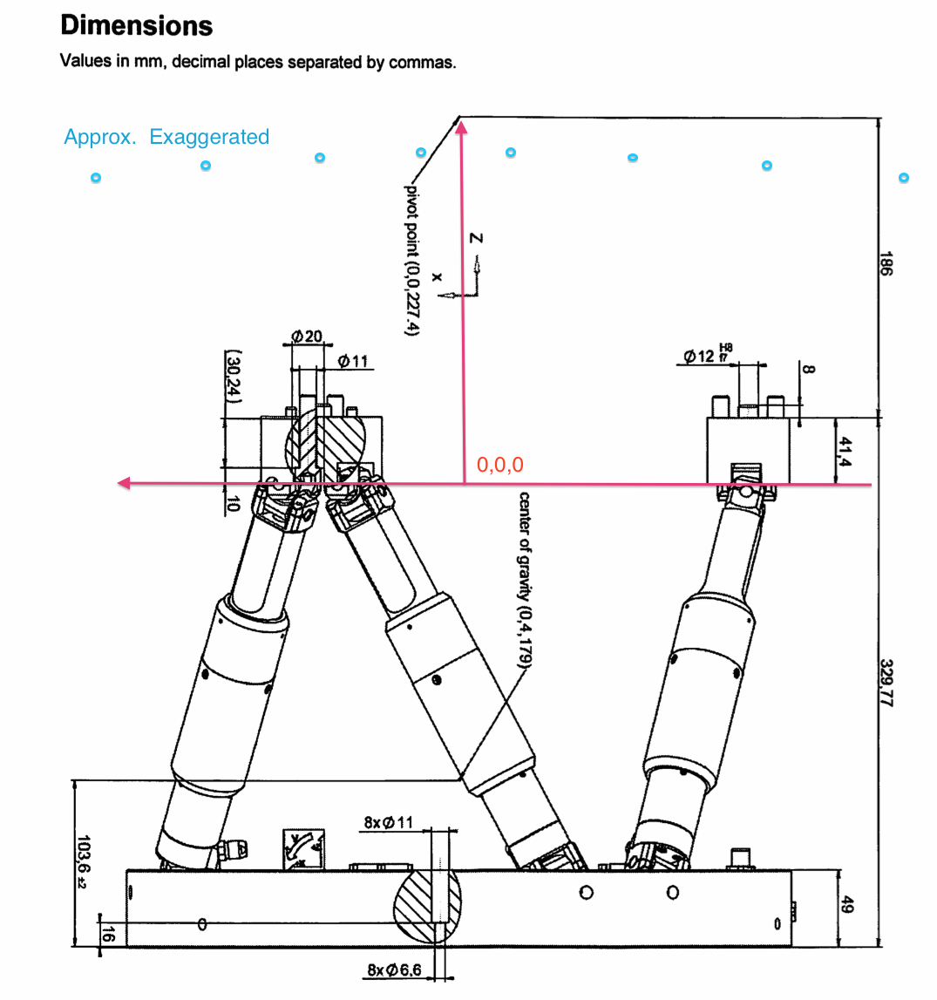 Dimensions
Values in mm, decimal places separated by commas.
Approx. Exaggerated
pivot point (0,0,227.4)
Z
x
186
Ø20
Ø11
(30,24)
10
Ø12 H8 f7
8
41,4
0,0,0
center of gravity (0,4,179)
329,77
103,6 ±2
16
8xØ11
8xØ6,6
49